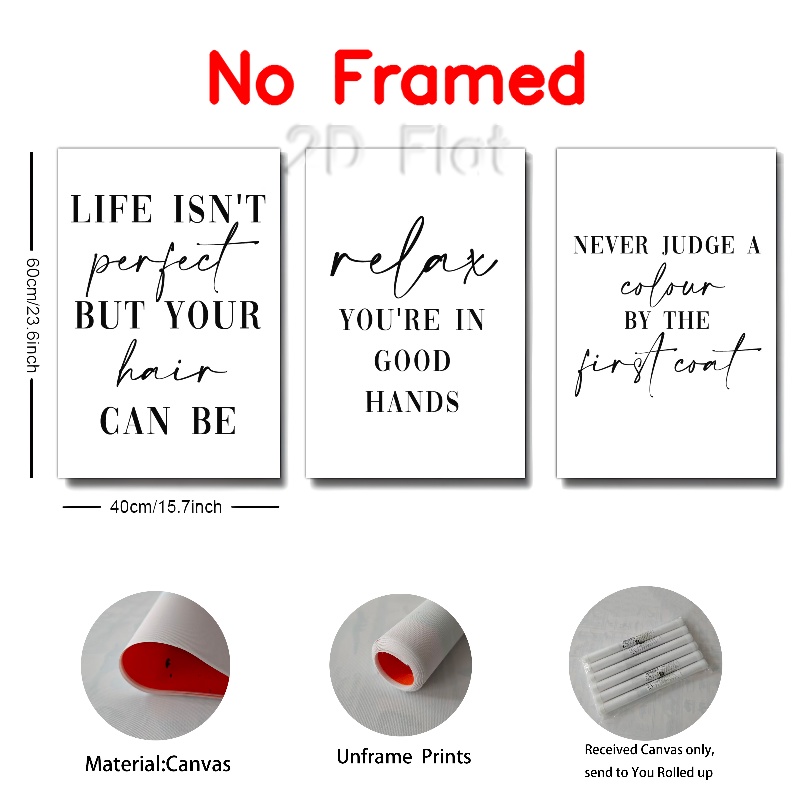 No Framed
2D Flat
LIFE ISN'T
perfect
BUT YOUR
hair
CAN BE
relax
YOU'RE IN
GOOD
HANDS
NEVER JUDGE A
colour
BY THE
first coat
60cm/23.6inch
40cm/15.7inch
Material:Canvas
Unframe Prints
Received Canvas only,
send to You Rolled up